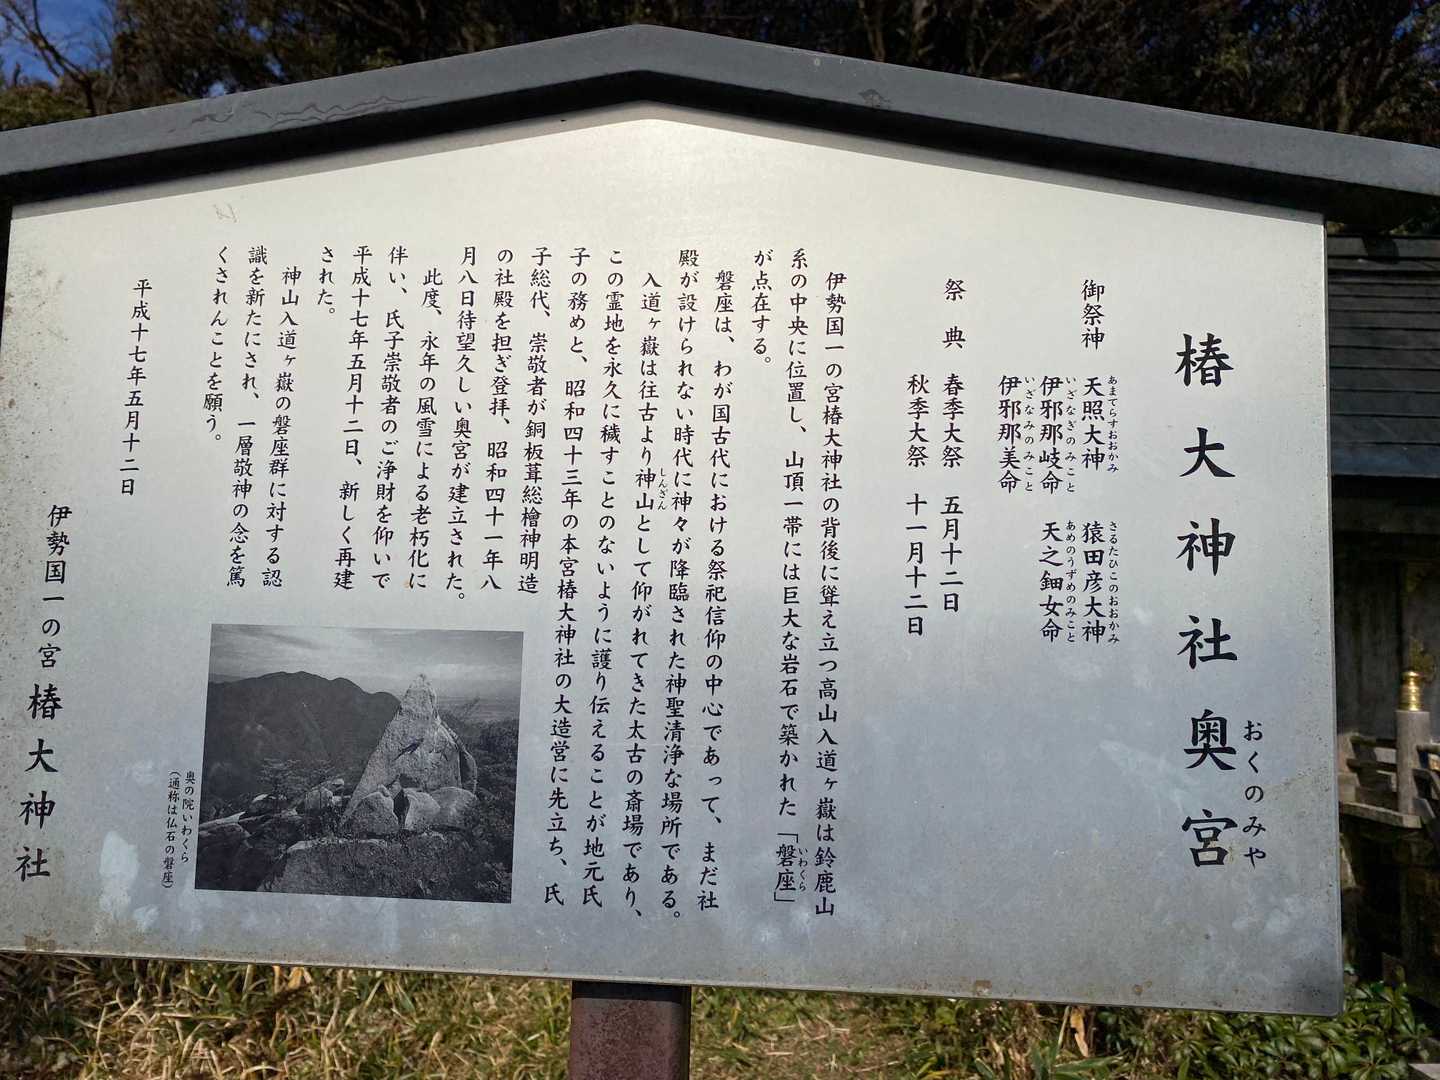 椿大神社奥宮
おくのみや
御祭神 天照大神 猿田彦大神
あまてらすおおかみ さるたひこのおおかみ
伊邪那岐命 天之鈿女命
いざなぎのみこと あめのうずめのみこと
伊邪那美命
いざなみのみこと
祭典 春季大祭 五月十二日
秋季大祭 十一月十二日
伊勢国一の宮椿大神社の背後に聳え立つ高山入道ヶ嶽は鈴鹿山
系の中央に位置し、山頂一帯には巨大な岩石で築かれた「磐座」
いわくら
が点在する。
磐座は、わが国古代における祭祀信仰の中心であって、まだ社
殿が設けられない時代に神々が降臨された神聖清浄な場所である。
入道ヶ嶽は往古より神山として仰がれてきた太古の斎場であり、
しんざん
この霊地を永久に穢すことのないように護り伝えることが地元氏
子の務めと、昭和四十三年の本宮椿大神社の大造営に先立ち、氏
子総代、崇敬者が銅板葺総檜神明造
の社殿を担ぎ登拝、昭和四十一年八
月八日待望久しい奥宮が建立された。
此度、永年の風雪による老朽化に
伴い、氏子崇敬者のご浄財を仰いで
平成十七年五月十二日、新しく再建
された。
神山入道ヶ嶽の磐座群に対する認
識を新たにされ、一層敬神の念を篤
くされんことを願う。
平成十七年五月十二日
伊勢国一の宮 椿大神社
奥の院いわくら
(通称は仏石の磐座)